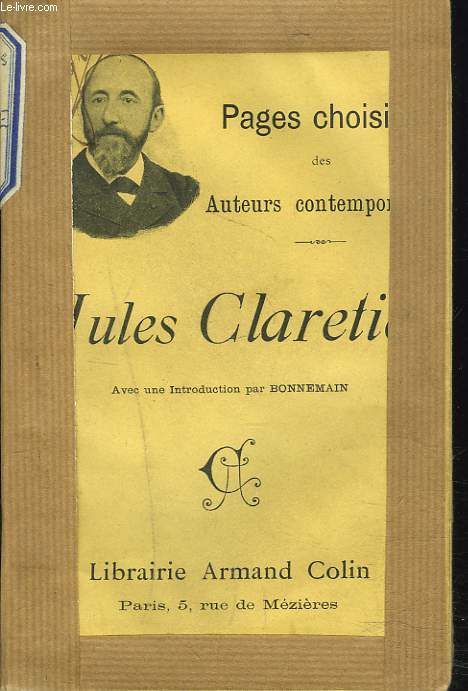 Le-livre.com
Pages choisi
des
Auteurs contempor
Jules Claretie
Avec une Introduction par BONNEMAIN
Librairie Armand Colin
Paris, 5, rue de Mézières